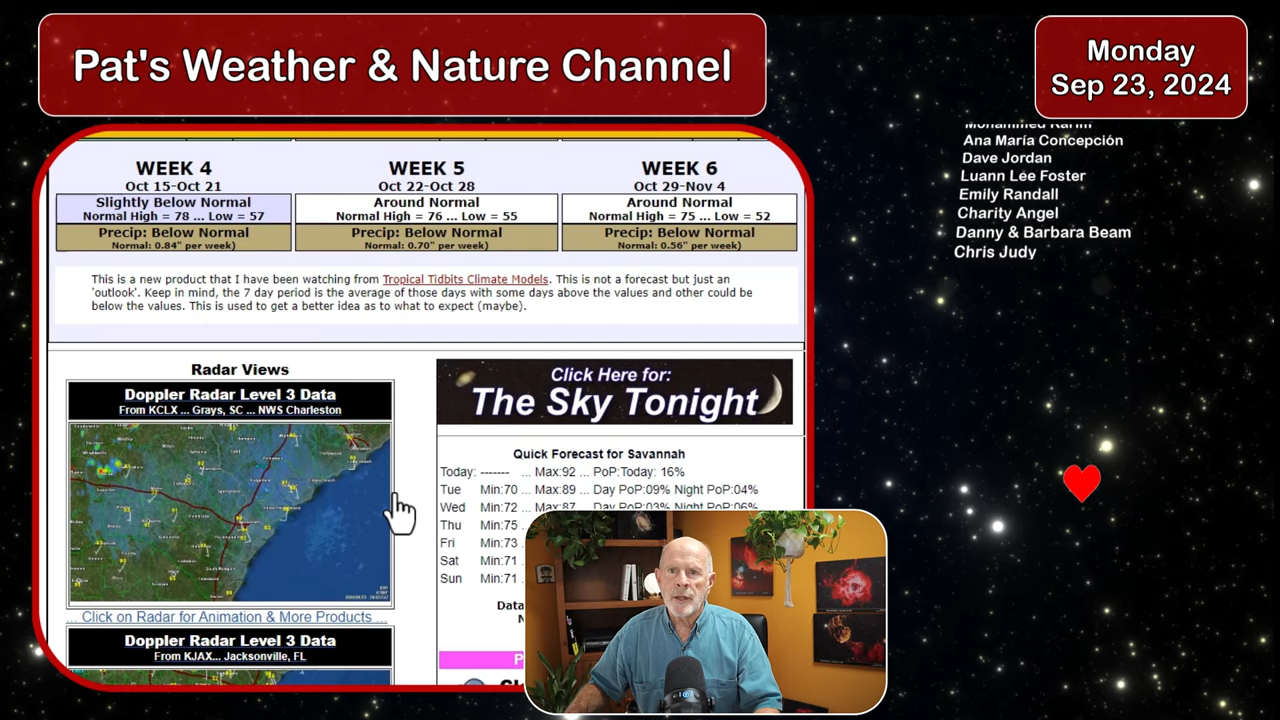 Pat's Weather & Nature Channel
Monday
Sep 23, 2024
Ana María Concepción
Dave Jordan
Luann Lee Foster
Emily Randall
Charity Angel
Danny & Barbara Beam
Chris Judy
WEEK 4
Oct 15-Oct 21
Slightly Below Normal
Normal High = 78 ... Low = 57
Precip: Below Normal
Normal: 0.84" per week)
WEEK 5
Oct 22-Oct 28
Around Normal
Normal High = 76 ... Low = 55
Precip: Below Normal
Normal: 0.70" per week)
WEEK 6
Oct 29-Nov 4
Around Normal
Normal High = 75 ... Low = 52
Precip: Below Normal
Normal: 0.56" per week)
This is a new product that I have been watching from Tropical Tidbits Climate Models. This is not a forecast but just an
'outlook'. Keep in mind, the 7 day period is the average of those days with some days above the values and other could be
below the values. This is used to get a better idea as to what to expect (maybe).
Radar Views
Doppler Radar Level 3 Data
From KCLX ... Grays, SC ... NWS Charleston
... Click on Radar for Animation & More Products ...
Doppler Radar Level 3 Data
From KJAX... Jacksonville, FL
Click Here for:
The Sky Tonight
Quick Forecast for Savannah
Today: ------- ... Max:92 ... PoP:Today: 16%
Tue Min:70 ... Max:89 ... Day PoP:09% Night PoP:04%
Wed Min:72 ... Max:87 ... Day PoP:03% Night PoP:06%
Thu Min:75
Fri Min:73
Sat Min:71
Sun Min:71
Data